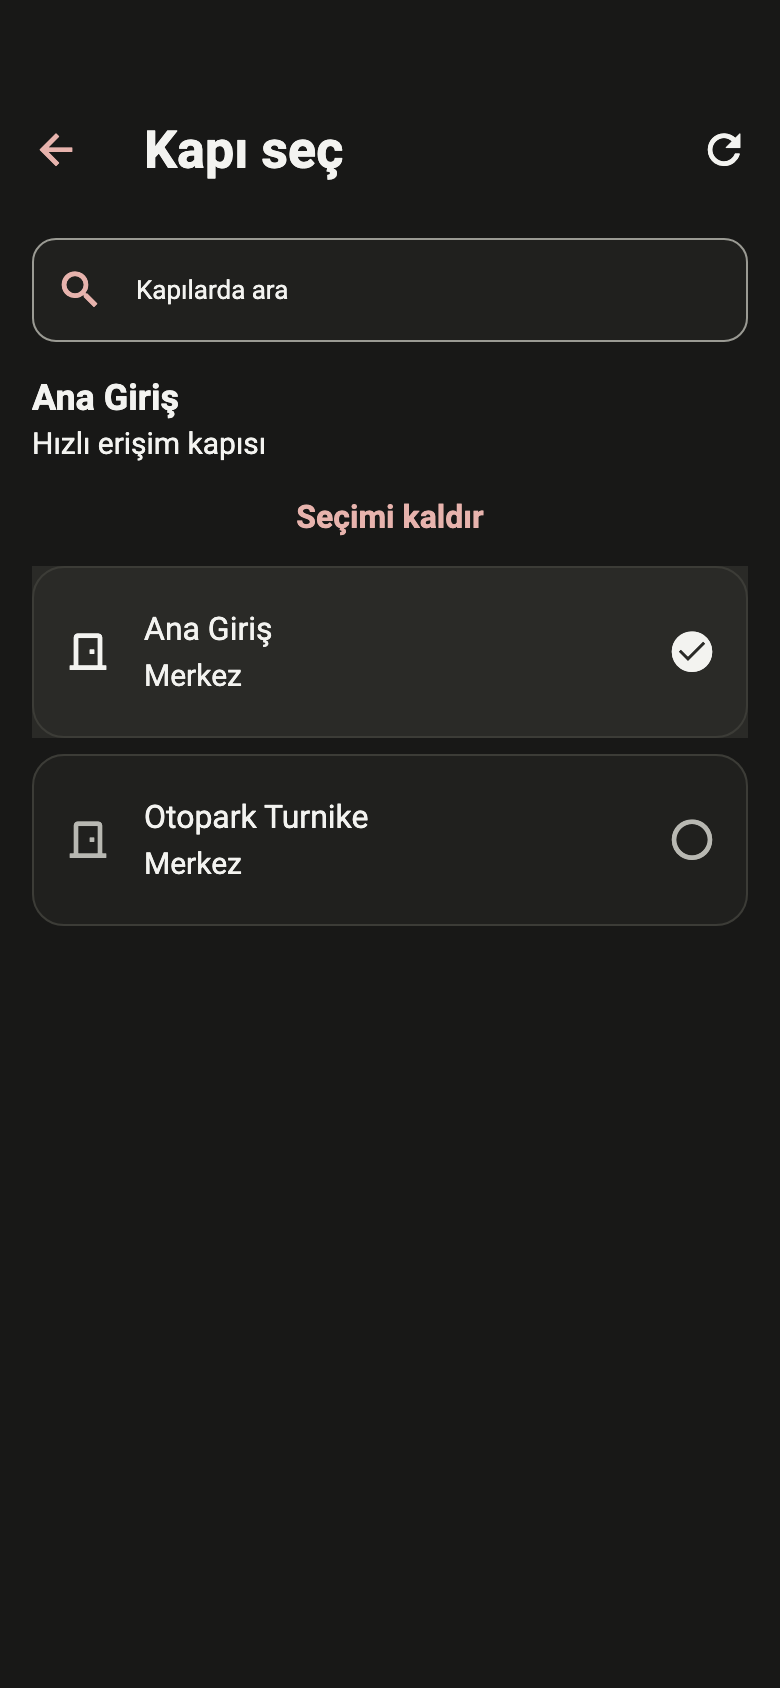 Kapı seç
Kapılarda ara
Ana Giriş
Hızlı erişim kapısı
Seçimi kaldır
Ana Giriş
Merkez
Otopark Turnike
Merkez